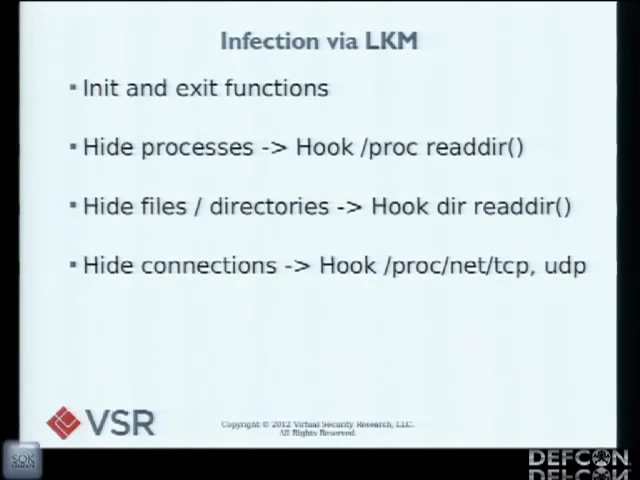 Infection via LKM
▪ Init and exit functions
▪ Hide processes -> Hook /proc readdir()
▪ Hide files / directories -> Hook dir readdir()
▪ Hide connections -> Hook /proc/net/tcp, udp
VSR
Copyright © 2012 Virtual Security Research, LLC.
All Rights Reserved.
SOK
DEFCON